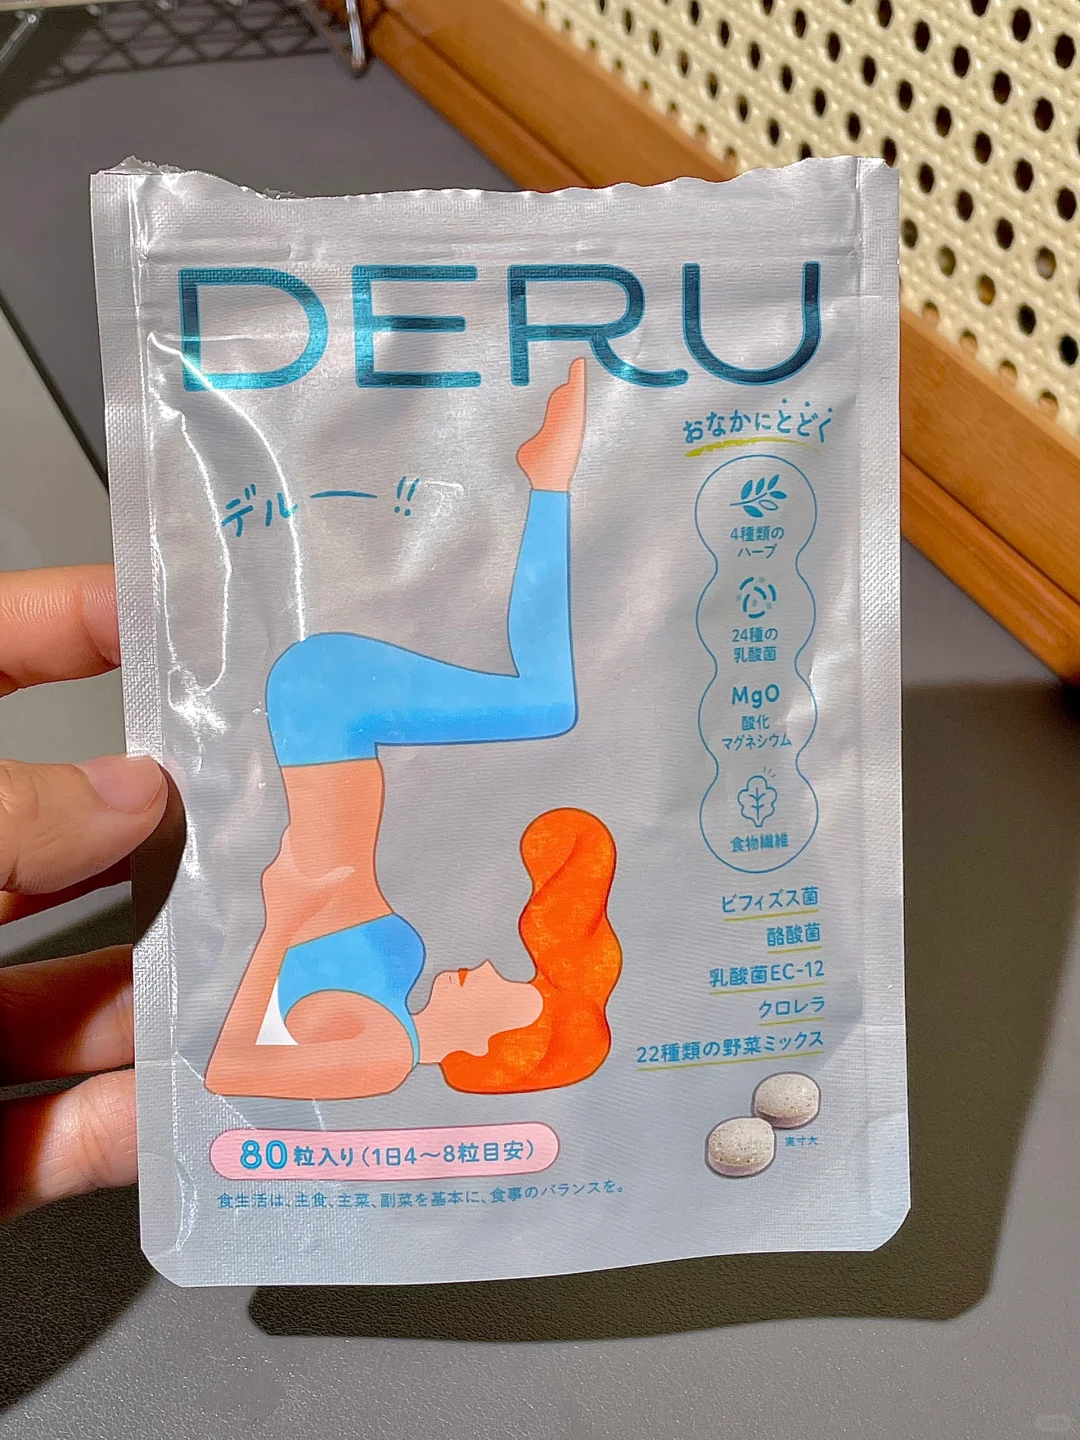 DERU
おなかにとどく
デルー!!
4種類の
ハーブ
24種の
乳酸菌
MgO
酸化
マグネシウム
食物繊維
ビフィズス菌
酪酸菌
乳酸菌EC-12
クロレラ
22種類の野菜ミックス
実寸大
80粒入り(1日4〜8粒目安)
食生活は、主食、主菜、副菜を基本に、食事のバランスを。